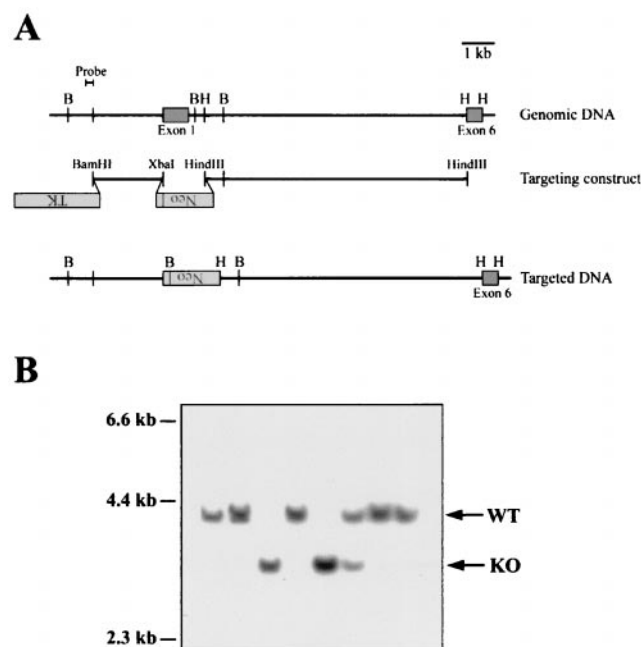 A
1 kb
Probe
B BH B H H
Exon 1 Exon 6
Genomic DNA
BamHI XbaI HindIII HindIII
TK Neo
Targeting construct
B B H B H H
Neo
Exon 6
Targeted DNA
B
6.6 kb
4.4 kb
WT
KO
2.3 kb